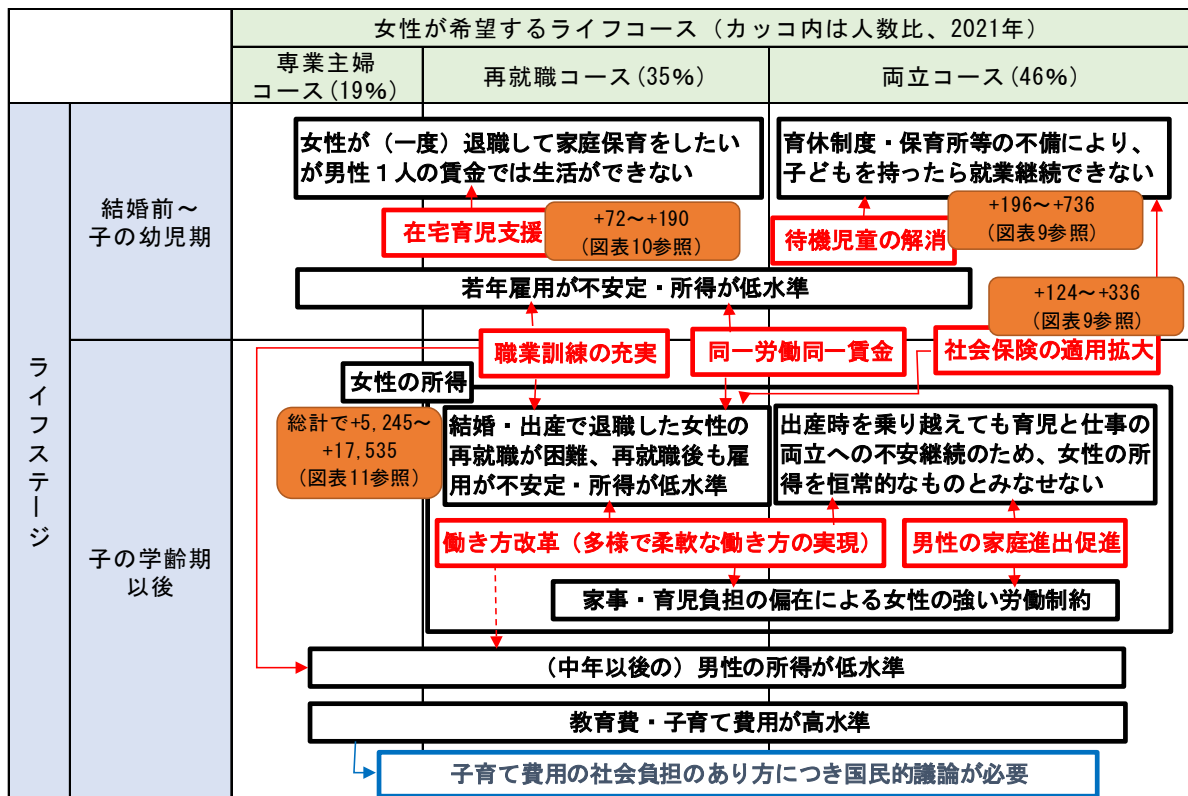 女性が希望するライフコース（カッコ内は人数比、2021年）
専業主婦
コース(19%)
再就職コース(35%)
両立コース(46%)
ライフステージ
結婚前～
子の幼児期
女性が（一度）退職して家庭保育をしたい
が男性１人の賃金では生活ができない
育休制度・保育所等の不備により、
子どもを持ったら就業継続できない
在宅育児支援
+72～+190
(図表10参照)
待機児童の解消
+196～+736
(図表9参照)
若年雇用が不安定・所得が低水準
+124～+336
(図表9参照)
職業訓練の充実
同一労働同一賃金
社会保険の適用拡大
子の学齢期
以後
女性の所得
総計で+5,245～
+17,535
(図表11参照)
結婚・出産で退職した女性の
再就職が困難、再就職後も雇
用が不安定・所得が低水準
出産時を乗り越えても育児と仕事の
両立への不安継続のため、女性の所
得を恒常的なものとみなせない
働き方改革（多様で柔軟な働き方の実現）
男性の家庭進出促進
家事・育児負担の偏在による女性の強い労働制約
（中年以後の）男性の所得が低水準
教育費・子育て費用が高水準
子育て費用の社会負担のあり方につき国民的議論が必要